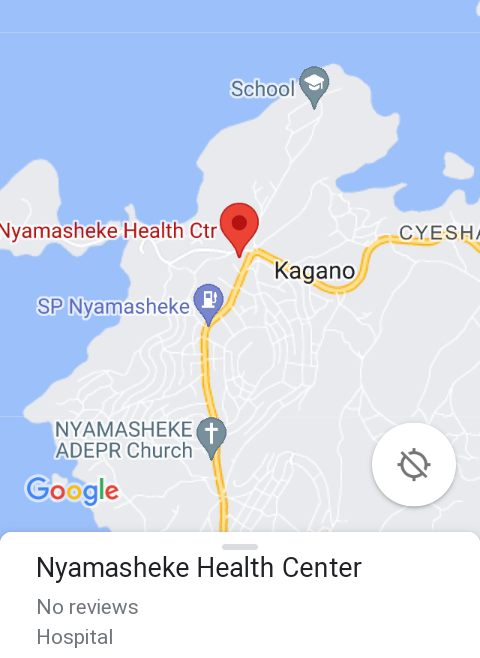 School
Nyamasheke Health Ctr
CYESHA
Kagano
SP Nyamasheke
NYAMASHEKE
ADEPR Church
Google
Nyamasheke Health Center
No reviews
Hospital